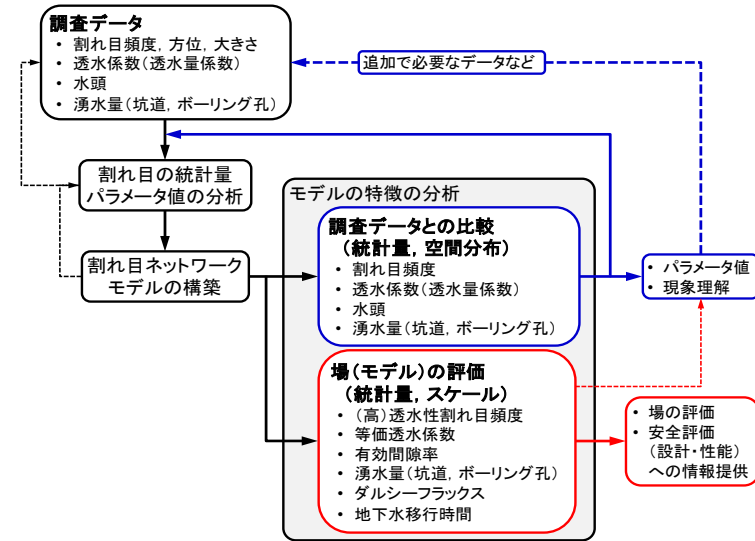 調査データ
・ 割れ目頻度, 方位, 大きさ
・ 透水係数(透水量係数)
・ 水頭
・ 湧水量(坑道, ボーリング孔)
追加で必要なデータなど
割れ目の統計量
パラメータ値の分析
割れ目ネットワーク
モデルの構築
モデルの特徴の分析
調査データとの比較
(統計量, 空間分布)
・ 割れ目頻度
・ 透水係数(透水量係数)
・ 水頭
・ 湧水量(坑道, ボーリング孔)
・ パラメータ値
・ 現象理解
場(モデル)の評価
(統計量, スケール)
・ (高)透水性割れ目頻度
・ 等価透水係数
・ 有効間隙率
・ 湧水量(坑道, ボーリング孔)
・ ダルシーフラックス
・ 地下水移行時間
・ 場の評価
・ 安全評価
(設計・性能)
への情報提供